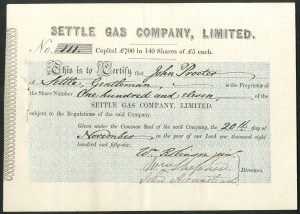 SETTLE GAS COMPANY, LIMITED.
No. 111. Capital £700 in 140 Shares of £5 each.
This is to Certify that John Procter
of Settle, Gentleman is the Proprietor of
the Share Number One hundred and eleven, of the
SETTLE GAS COMPANY, LIMITED,
subject to the Regulations of the said Company.
Given under the Common Seal of the said Company, the 20th day of
November in the year of our Lord one thousand eight
hundred and fifty-six.
Directors.